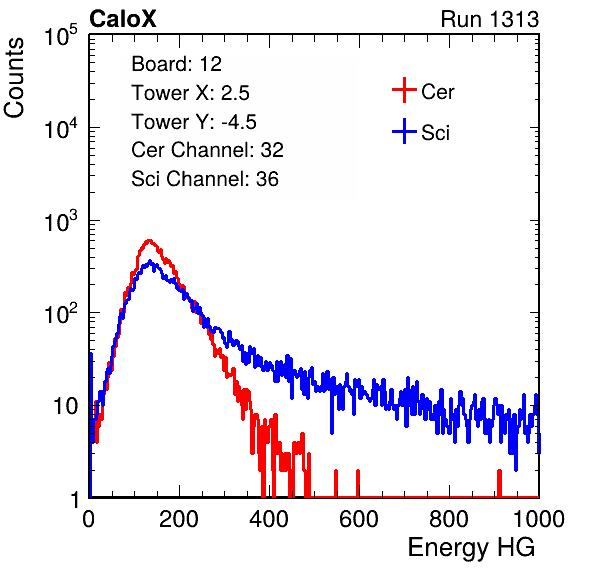 CaloX Run 1313
Counts
Board: 12
Tower X: 2.5
Tower Y: -4.5
Cer Channel: 32
Sci Channel: 36
Cer
Sci
10^5
10^4
10^3
10^2
10
1
0 200 400 600 800 1000
Energy HG